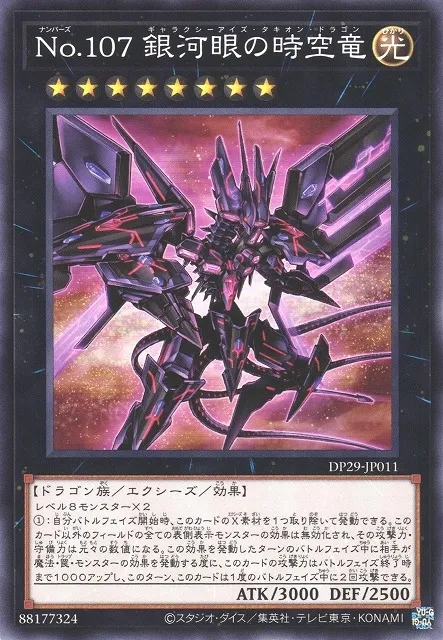 ナンバーズ ギャラクシーアイズ・タキオン・ドラゴン
No.107 銀河眼の時空竜
ひかり
光
DP29-JP011
【ドラゴン族／エクシーズ／効果】
レベル８モンスター×２
①：自分バトルフェイズ開始時、このカードのＸ素材を１つ取り除いて発動できる。この
カード以外のフィールドの全ての表側表示モンスターの効果は無効化され、その攻撃力・
守備力は元々の数値になる。この効果を発動したターンのバトルフェイズ中に相手が
魔法・罠・モンスターの効果を発動する度に、このカードの攻撃力はバトルフェイズ終了時
まで１０００アップし、このターン、このカードは１度のバトルフェイズ中に２回攻撃できる。
ATK/3000 DEF/2500
88177324
©スタジオ・ダイス／集英社・テレビ東京・KONAMI